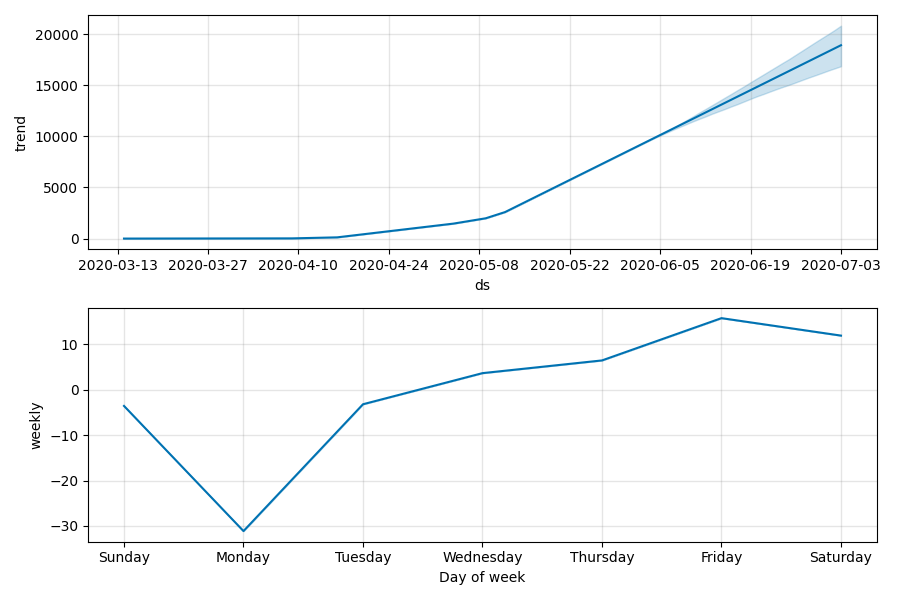 20000
15000
10000
5000
0
trend
2020-03-13 2020-03-27 2020-04-10 2020-04-24 2020-05-08 2020-05-22 2020-06-05 2020-06-19 2020-07-03
ds
10
0
−10
−20
−30
weekly
Sunday Monday Tuesday Wednesday Thursday Friday Saturday
Day of week